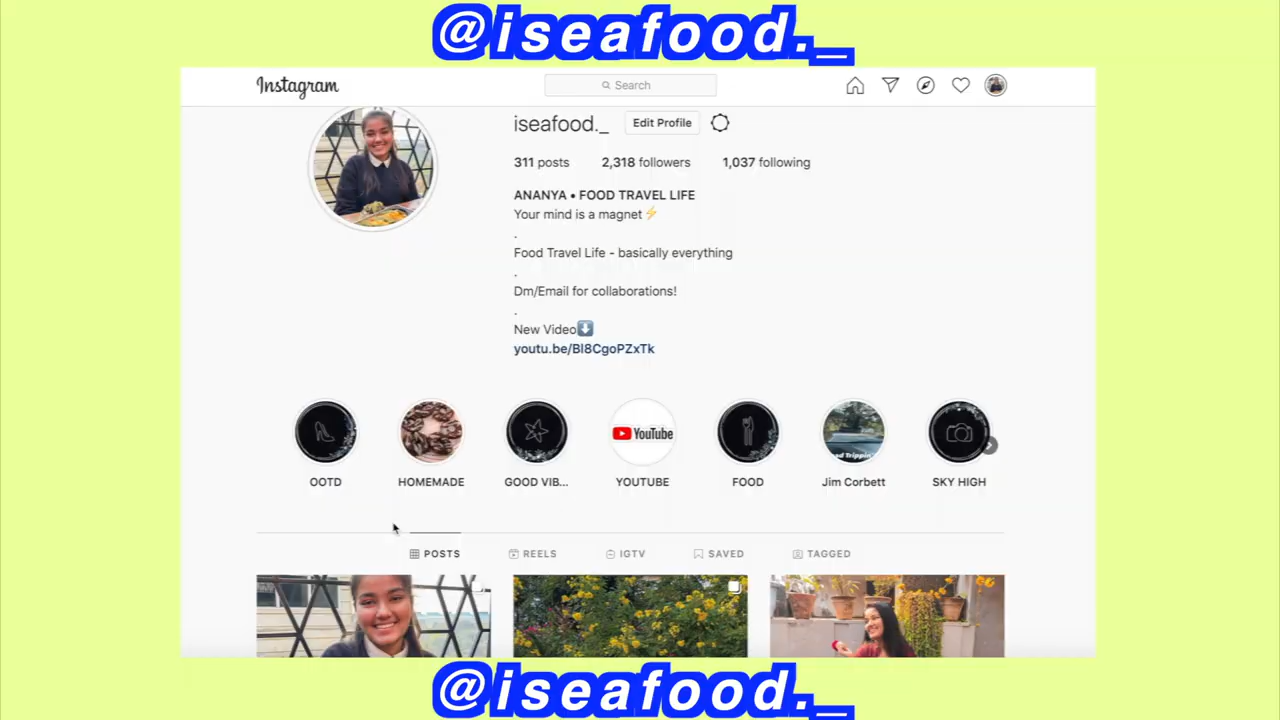 @iseafood._
Instagram
Search
iseafood._ Edit Profile
311 posts 2,318 followers 1,037 following
ANANYA • FOOD TRAVEL LIFE
Your mind is a magnet⚡
.
Food Travel Life - basically everything
.
Dm/Email for collaborations!
.
New Video⬇️
youtu.be/Bl8CgoPZxTk
YouTube
ood Trippin'
OOTD HOMEMADE GOOD VIB... YOUTUBE FOOD Jim Corbett SKY HIGH
POSTS REELS IGTV SAVED TAGGED
@iseafood._